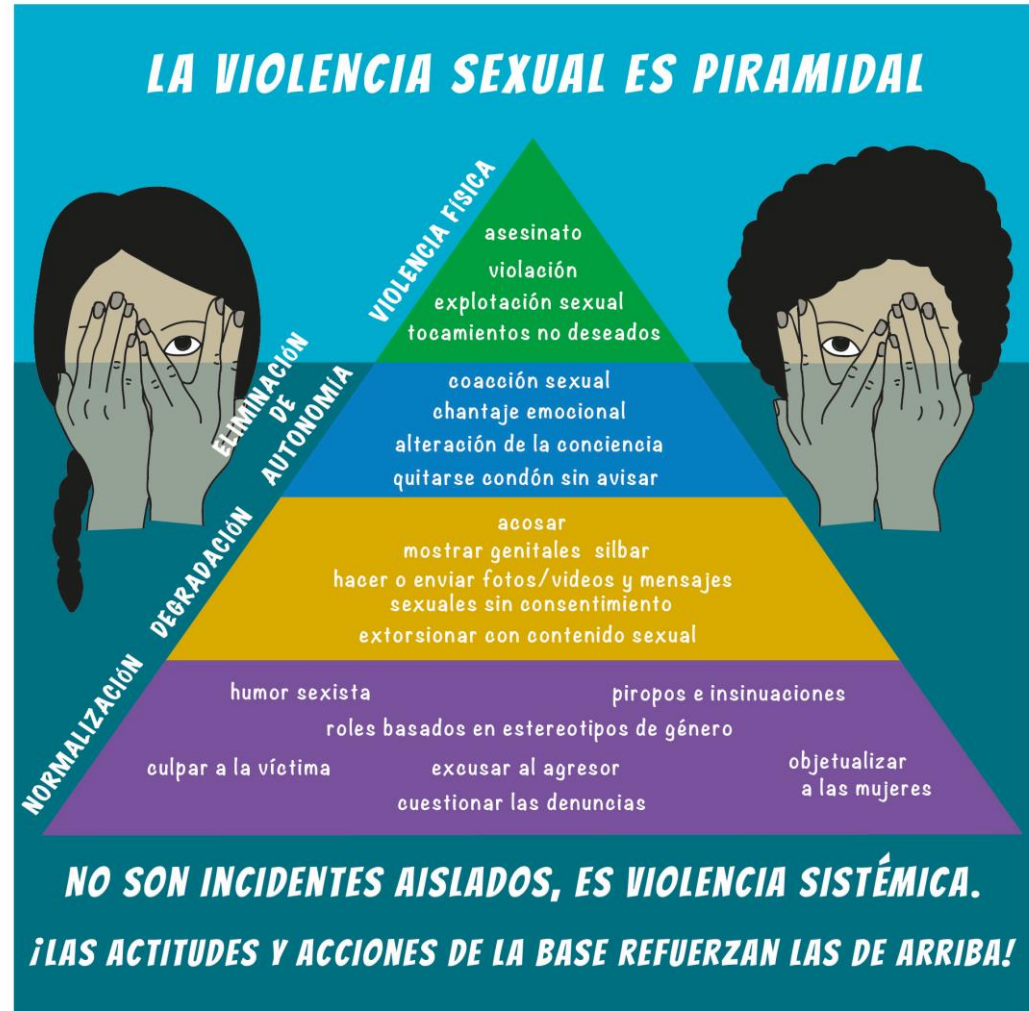 LA VIOLENCIA SEXUAL ES PIRAMIDAL
VIOLENCIA FÍSICA
asesinato
violación
explotación sexual
tocamientos no deseados
ELIMINACIÓN
DE
AUTONOMIA
coacción sexual
chantaje emocional
alteración de la conciencia
quitarse condón sin avisar
DEGRADACIÓN
acosar
mostrar genitales silbar
hacer o enviar fotos/videos y mensajes
sexuales sin consentimiento
extorsionar con contenido sexual
NORMALIZACIÓN
humor sexista
piropos e insinuaciones
roles basados en estereotipos de género
culpar a la víctima
excusar al agresor
objetualizar
a las mujeres
cuestionar las denuncias
NO SON INCIDENTES AISLADOS, ES VIOLENCIA SISTÉMICA.
¡LAS ACTITUDES Y ACCIONES DE LA BASE REFUERZAN LAS DE ARRIBA!